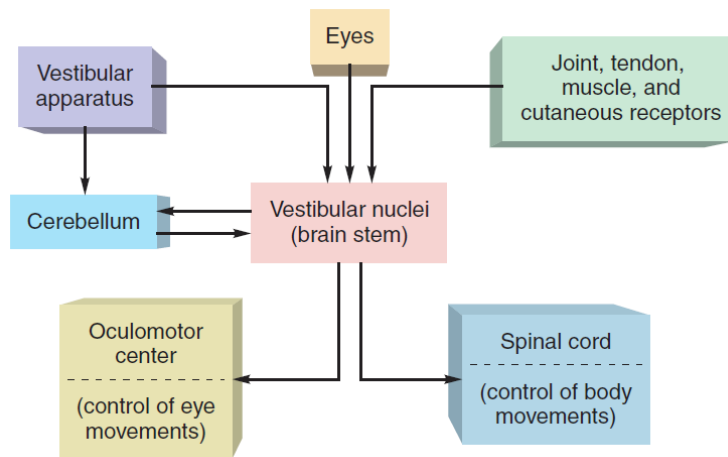 Eyes
Vestibular
apparatus
Joint, tendon,
muscle, and
cutaneous receptors
Cerebellum
Vestibular nuclei
(brain stem)
Oculomotor
center
(control of eye
movements)
Spinal cord
(control of body
movements)